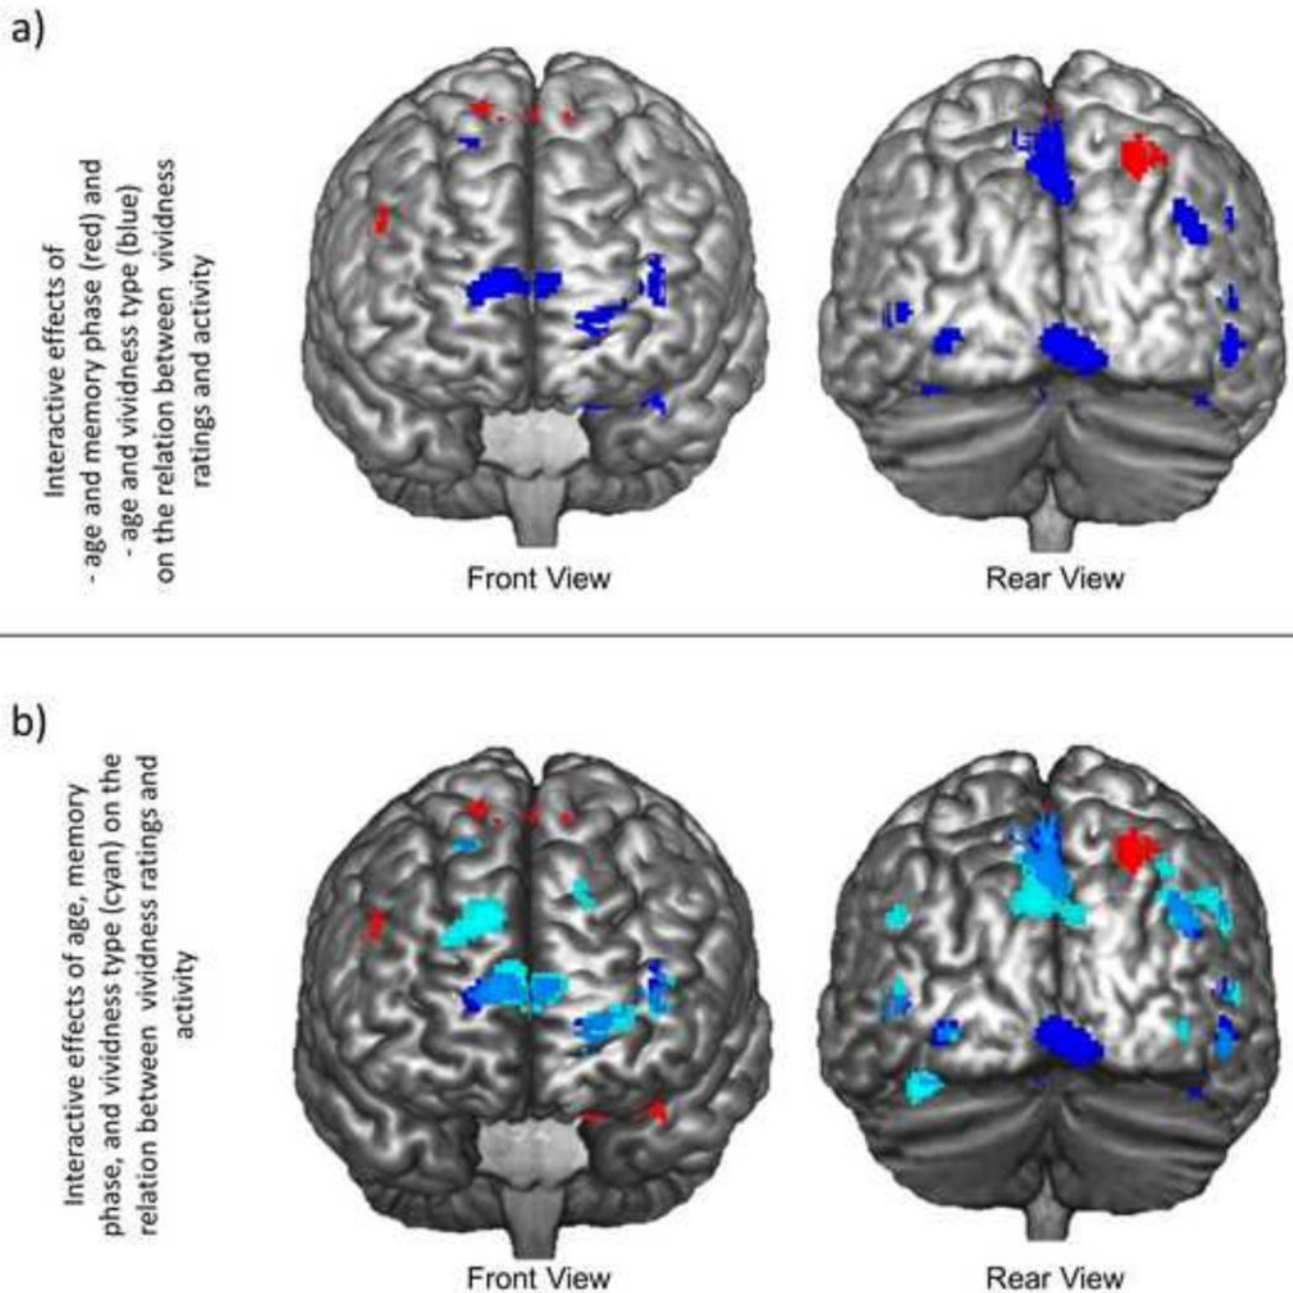 a)
Interactive effects of
- age and memory phase (red) and
- age and vividness type (blue)
on the relation between vividness
ratings and activity
Front View
Rear View
b)
Interactive effects of age, memory
phase, and vividness type (cyan) on the
relation between vividness ratings and
activity
Front View
Rear View